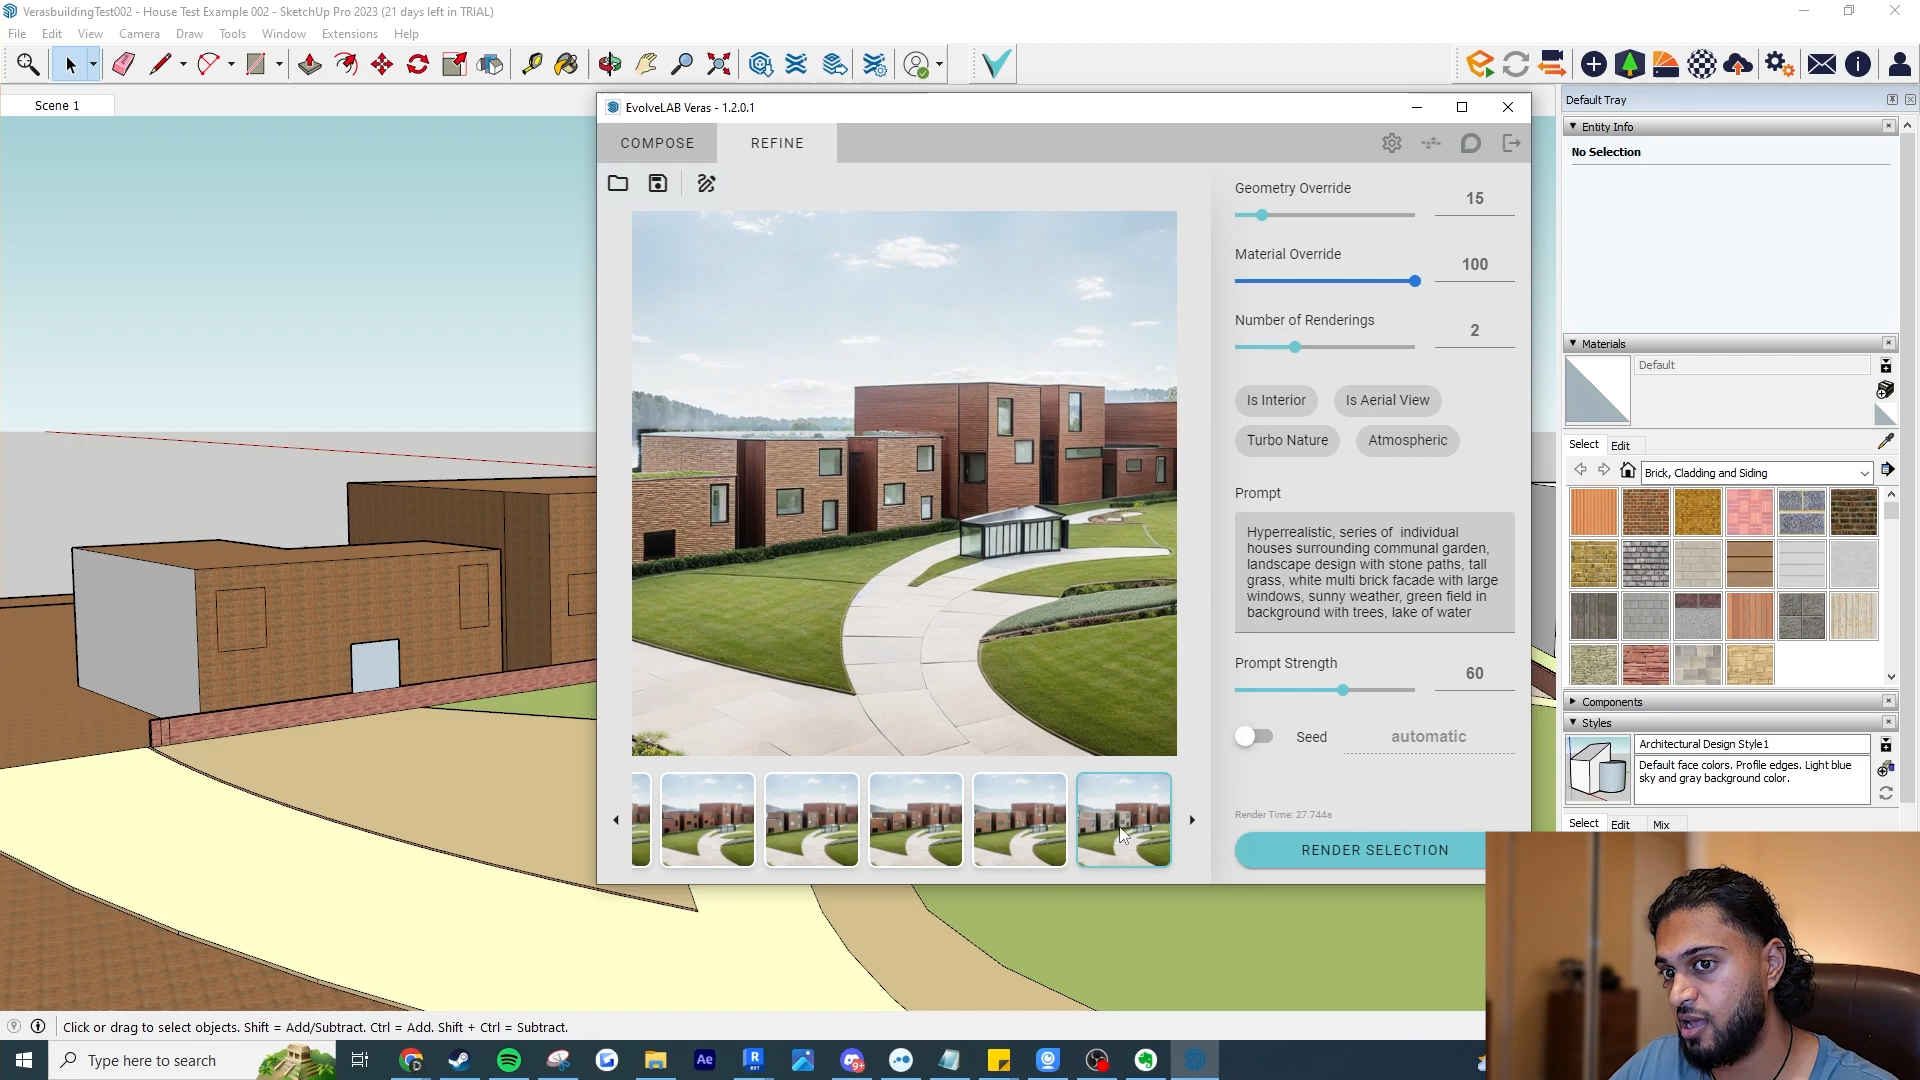 VerasbuildingTest002 - House Test Example 002 - SketchUp Pro 2023 (21 days left in TRIAL)
File Edit View Camera Draw Tools Window Extensions Help
Scene 1
EvolveLAB Veras - 1.2.0.1
COMPOSE REFINE
Geometry Override 15
Material Override 100
Number of Renderings 2
Is Interior Is Aerial View
Turbo Nature Atmospheric
Prompt
Hyperrealistic, series of individual
houses surrounding communal garden,
landscape design with stone paths, tall
grass, white multi brick facade with large
windows, sunny weather, green field in
background with trees, lake of water
Prompt Strength 60
Seed automatic
Render Time: 27.744s
RENDER SELECTION
Default Tray
Entity Info
No Selection
Materials
Default
Select Edit
Brick, Cladding and Siding
Components
Styles
Architectural Design Style1
Default face colors. Profile edges. Light blue
sky and gray background color.
Select Edit Mix
Click or drag to select objects. Shift = Add/Subtract. Ctrl = Add. Shift + Ctrl = Subtract.
Type here to search
Ae
R
RVT
9+